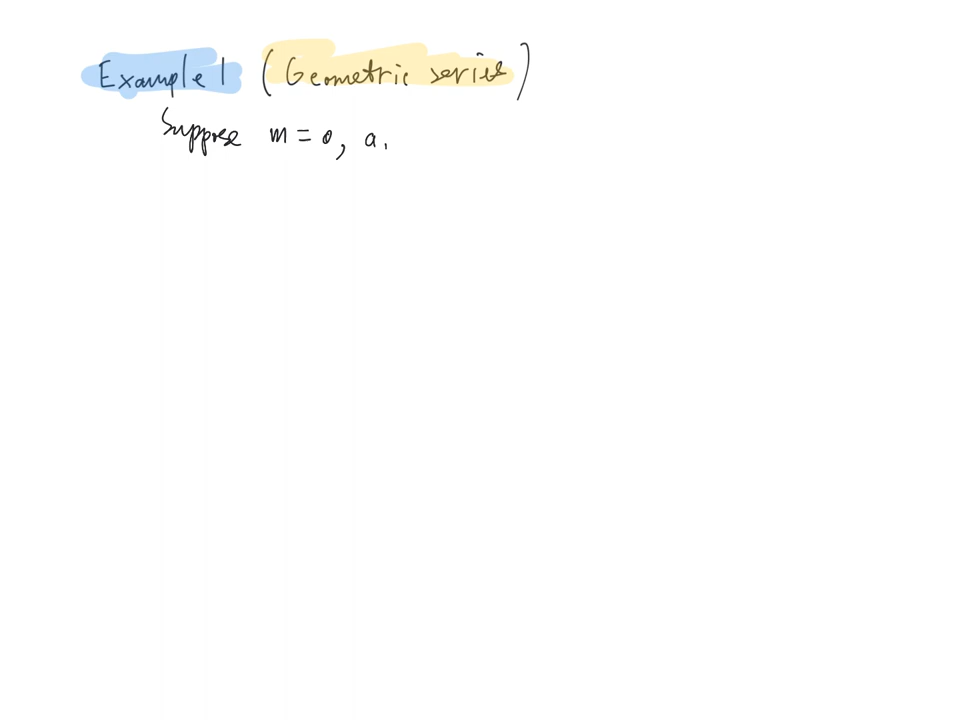 Example 1 (Geometric series)
Suppose m = 0, a.